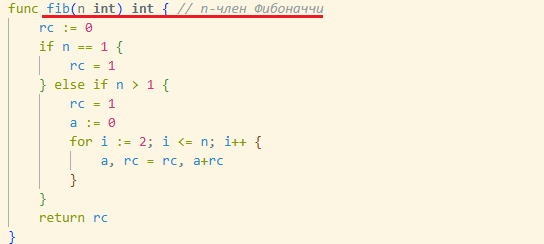 func fib(n int) int { // n-член Фибоначчи
rc := 0
if n == 1 {
rc = 1
} else if n > 1 {
rc = 1
a := 0
for i := 2; i <= n; i++ {
a, rc = rc, a+rc
}
}
return rc
}